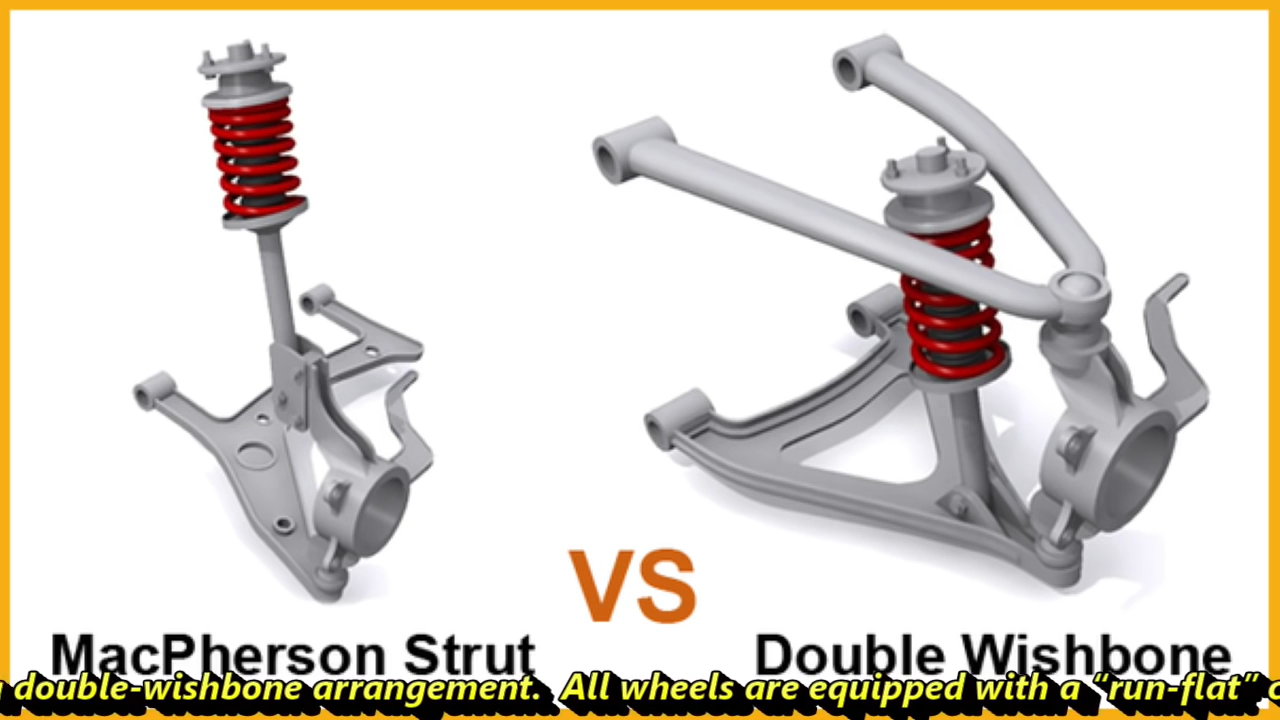 VS
MacPherson Strut
Double Wishbone
double-wishbone arrangement. All wheels are equipped with a “run-flat”